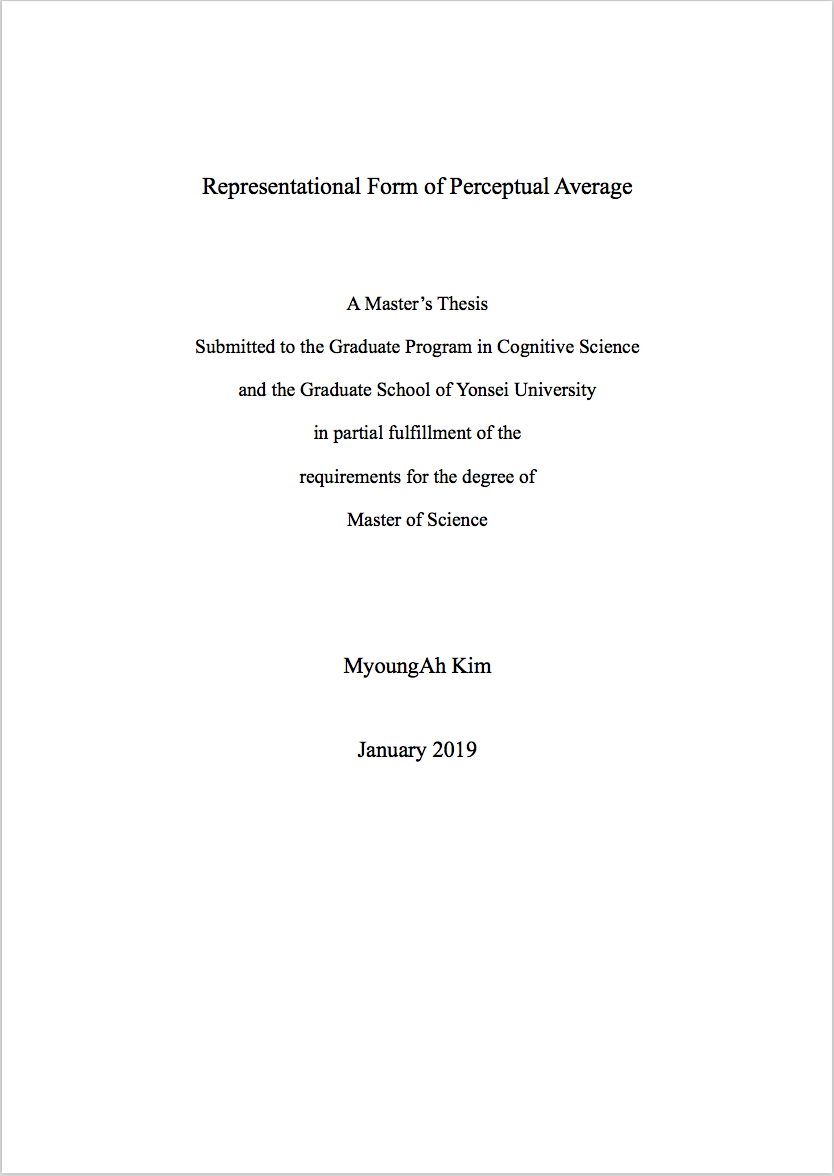 Representational Form of Perceptual Average
A Master’s Thesis
Submitted to the Graduate Program in Cognitive Science
and the Graduate School of Yonsei University
in partial fulfillment of the
requirements for the degree of
Master of Science
MyoungAh Kim
January 2019